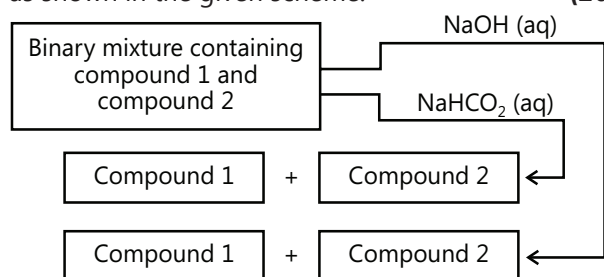 as shown in the given scheme.
NaOH (aq)
Binary mixture containing
compound 1 and
compound 2
NaHCO₂ (aq)
Compound 1 + Compound 2
Compound 1 + Compound 2